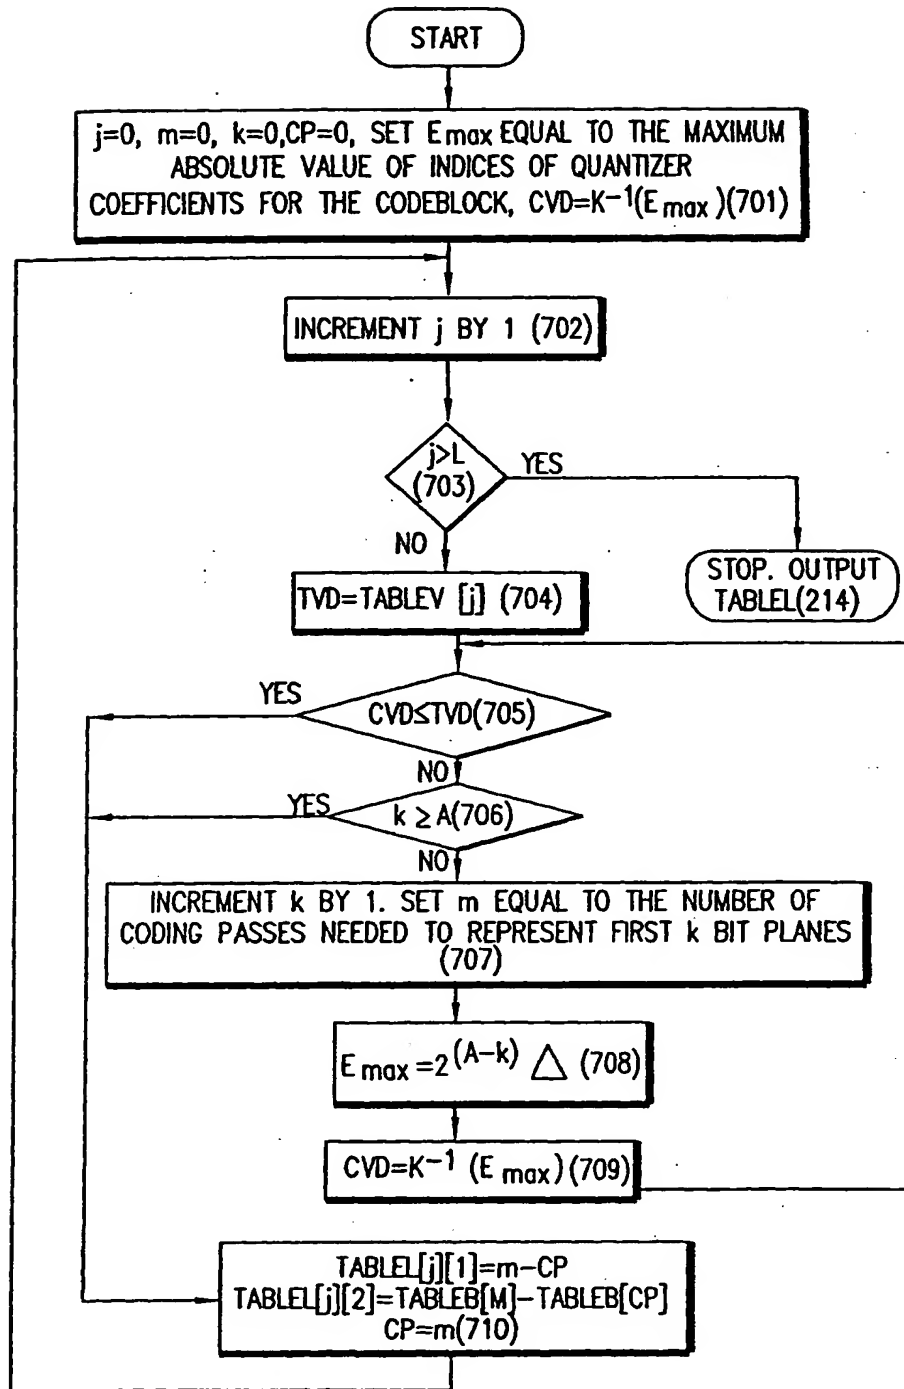 START
j=0, m=0, k=0,CP=0, SET Emax EQUAL TO THE MAXIMUM
ABSOLUTE VALUE OF INDICES OF QUANTIZER
COEFFICIENTS FOR THE CODEBLOCK, CVD=K⁻¹(Emax)(701)
INCREMENT j BY 1 (702)
j>L
(703)
YES
NO
STOP. OUTPUT
TABLEL(214)
TVD=TABLEV [j] (704)
YES
CVD≤TVD(705)
NO
YES
k ≥ A(706)
NO
INCREMENT k BY 1. SET m EQUAL TO THE NUMBER OF
CODING PASSES NEEDED TO REPRESENT FIRST k BIT PLANES
(707)
Emax=2^(A-k) △ (708)
CVD=K⁻¹ (Emax)(709)
TABLEL[j][1]=m-CP
TABLEL[j][2]=TABLEB[M]-TABLEB[CP]
CP=m(710)